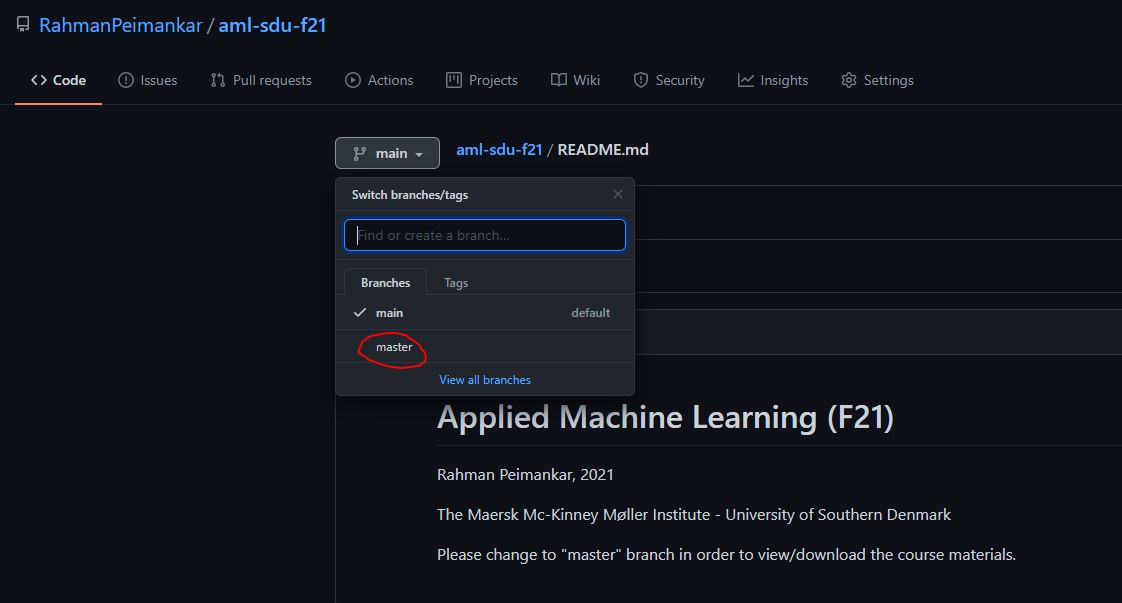 RahmanPeimankar / aml-sdu-f21
Code Issues Pull requests Actions Projects Wiki Security Insights Settings
main aml-sdu-f21 / README.md
Switch branches/tags
Find or create a branch...
Branches Tags
main default
master
View all branches
Applied Machine Learning (F21)
Rahman Peimankar, 2021
The Maersk Mc-Kinney Møller Institute - University of Southern Denmark
Please change to "master" branch in order to view/download the course materials.